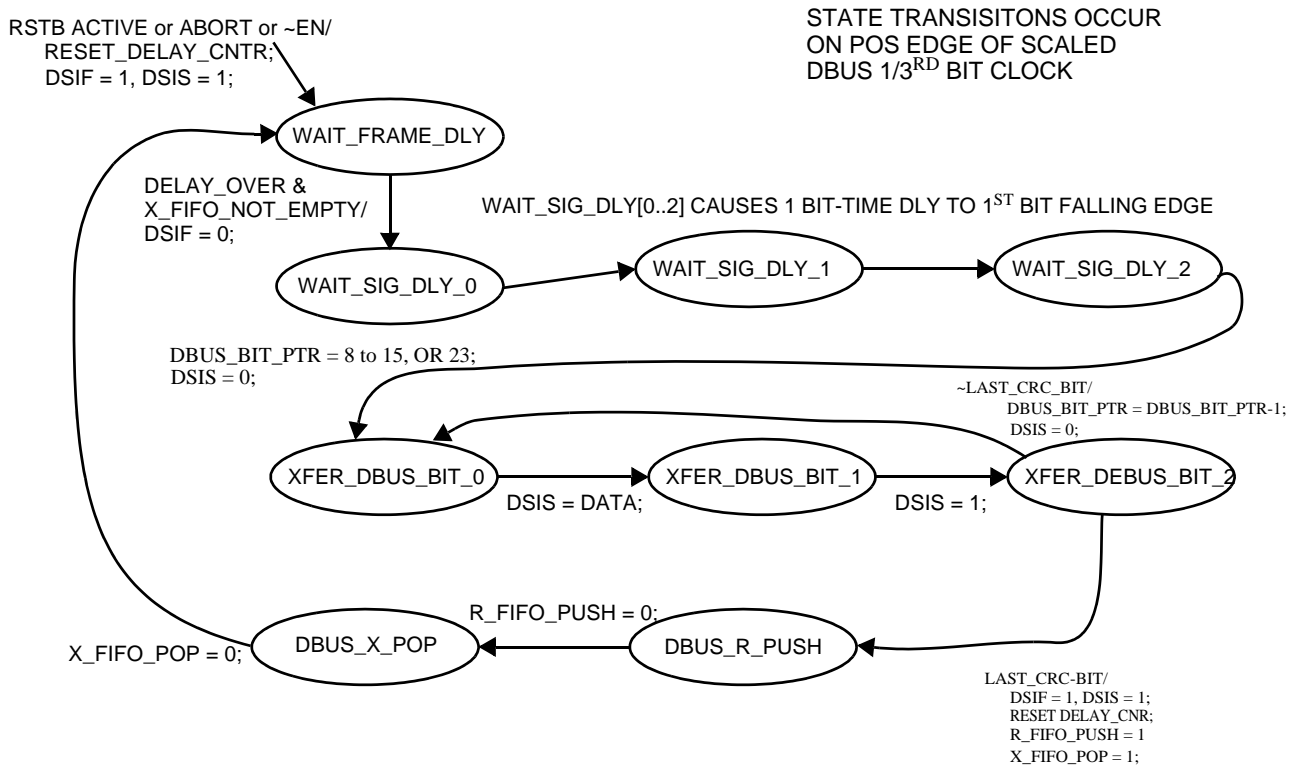 RSTB ACTIVE or ABORT or ~EN/
RESET_DELAY_CNTR;
DSIF = 1, DSIS = 1;
STATE TRANSISITONS OCCUR
ON POS EDGE OF SCALED
DBUS 1/3RD BIT CLOCK
WAIT_FRAME_DLY
DELAY_OVER &
X_FIFO_NOT_EMPTY/
DSIF = 0;
WAIT_SIG_DLY[0..2] CAUSES 1 BIT-TIME DLY TO 1ST BIT FALLING EDGE
WAIT_SIG_DLY_0
WAIT_SIG_DLY_1
WAIT_SIG_DLY_2
DBUS_BIT_PTR = 8 to 15, OR 23;
DSIS = 0;
~LAST_CRC_BIT/
DBUS_BIT_PTR = DBUS_BIT_PTR-1;
DSIS = 0;
XFER_DBUS_BIT_0
DSIS = DATA;
XFER_DBUS_BIT_1
DSIS = 1;
XFER_DEBUS_BIT_2
X_FIFO_POP = 0;
DBUS_X_POP
R_FIFO_PUSH = 0;
DBUS_R_PUSH
LAST_CRC-BIT/
DSIF = 1, DSIS = 1;
RESET DELAY_CNR;
R_FIFO_PUSH = 1
X_FIFO_POP = 1;